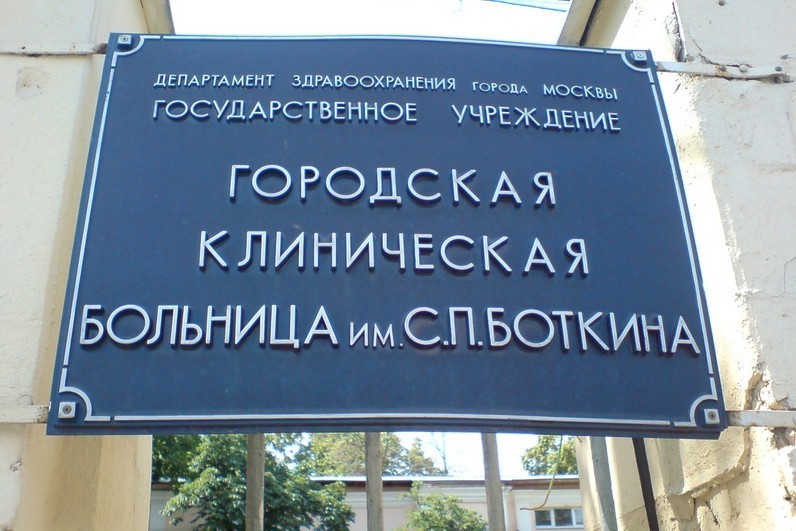 ДЕПАРТАМЕНТ ЗДРАВООХРАНЕНИЯ ГОРОДА МОСКВЫ
ГОСУДАРСТВЕННОЕ УЧРЕЖДЕНИЕ
ГОРОДСКАЯ
КЛИНИЧЕСКАЯ
БОЛЬНИЦА ИМ. С.П.БОТКИНА